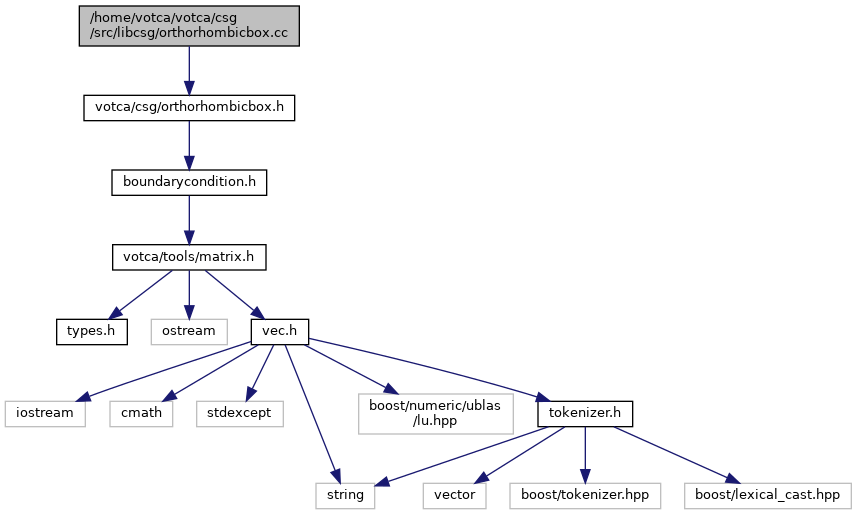 /home/votca/votca/csg
/src/libcsg/orthorhombicbox.cc
votca/csg/orthorhombicbox.h
boundarycondition.h
votca/tools/matrix.h
types.h
ostream
vec.h
iostream
cmath
stdexcept
boost/numeric/ublas
/lu.hpp
tokenizer.h
string
vector
boost/tokenizer.hpp
boost/lexical_cast.hpp